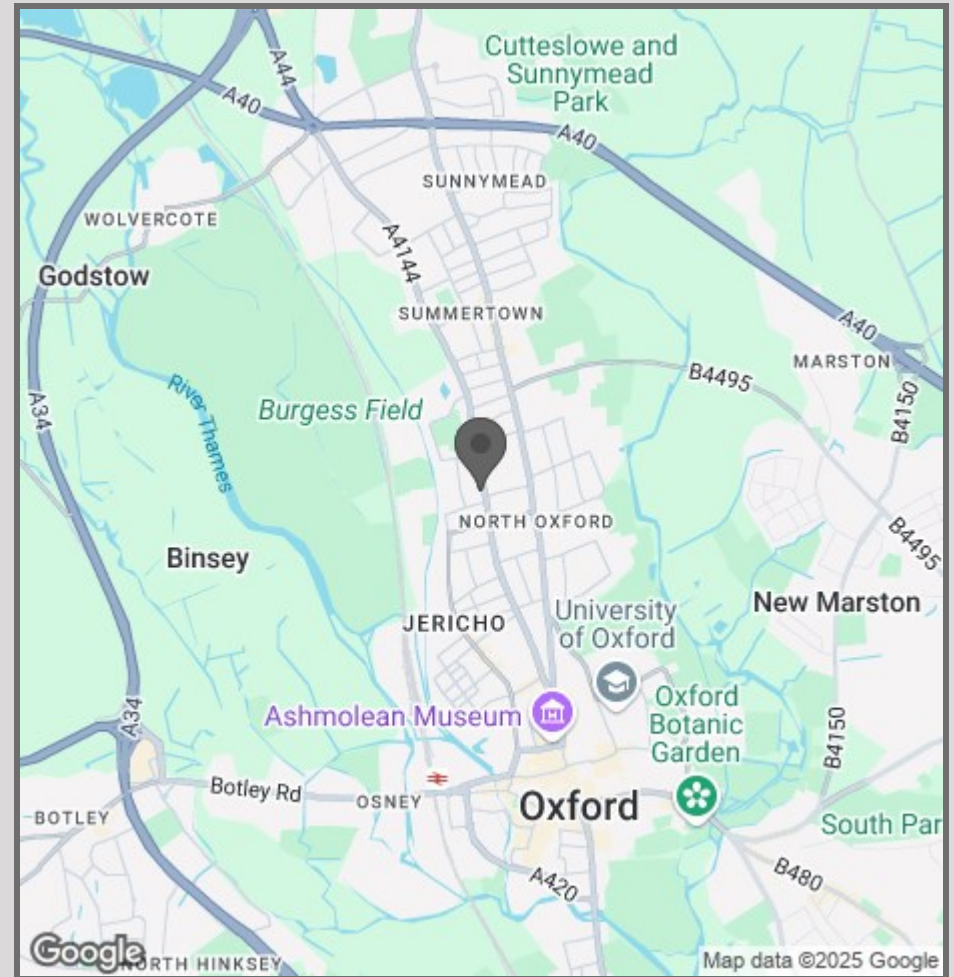 Cutteslowe and
Sunnymead
Park
A44
A40
A40
SUNNYMEAD
WOLVERCOTE
A4144
Godstow
SUMMERTOWN
A40
MARSTON
B4495
B4150
A34
River Thames
Burgess Field
NORTH OXFORD
B4495
Binsey
New Marston
University
of Oxford
JERICHO
Oxford
Botanic
Garden
Ashmolean Museum
A34
B4150
Botley Rd
OSNEY
Oxford
BOTLEY
South Par
B480
A420
Google
NORTH HINKSEY
Map data ©2025 Google